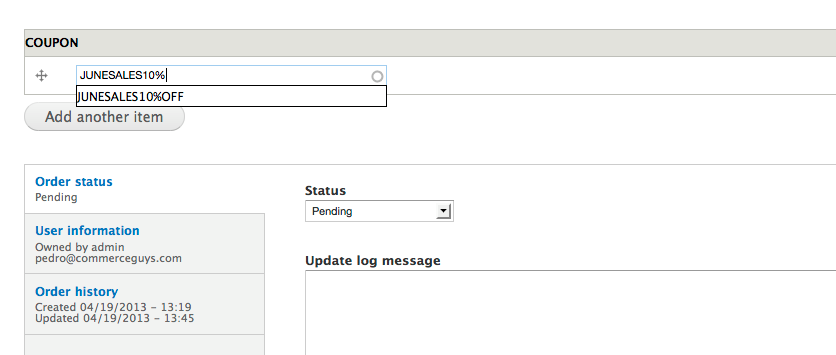 COUPON
JUNESALES10%
JUNESALES10%OFF
Add another item
Order status
Pending
User information
Owned by admin
pedro@commerceguys.com
Order history
Created 04/19/2013 - 13:19
Updated 04/19/2013 - 13:45
Status
Pending
Update log message